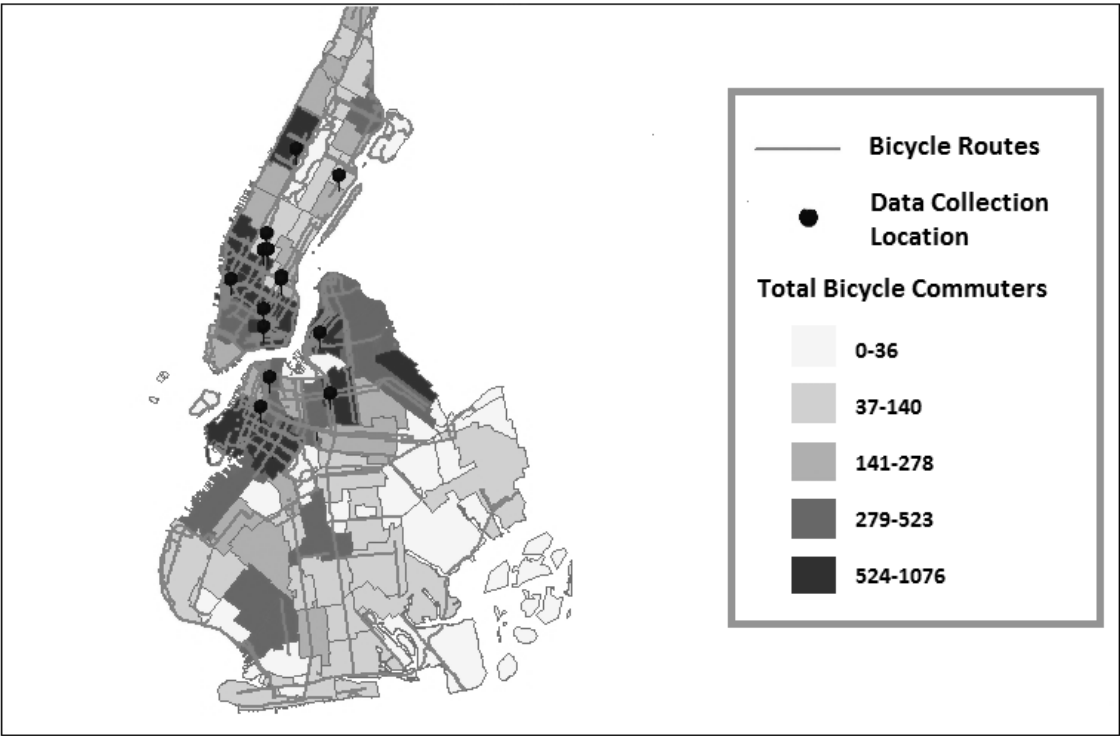 Bicycle Routes
Data Collection
Location
Total Bicycle Commuters
0-36
37-140
141-278
279-523
524-1076